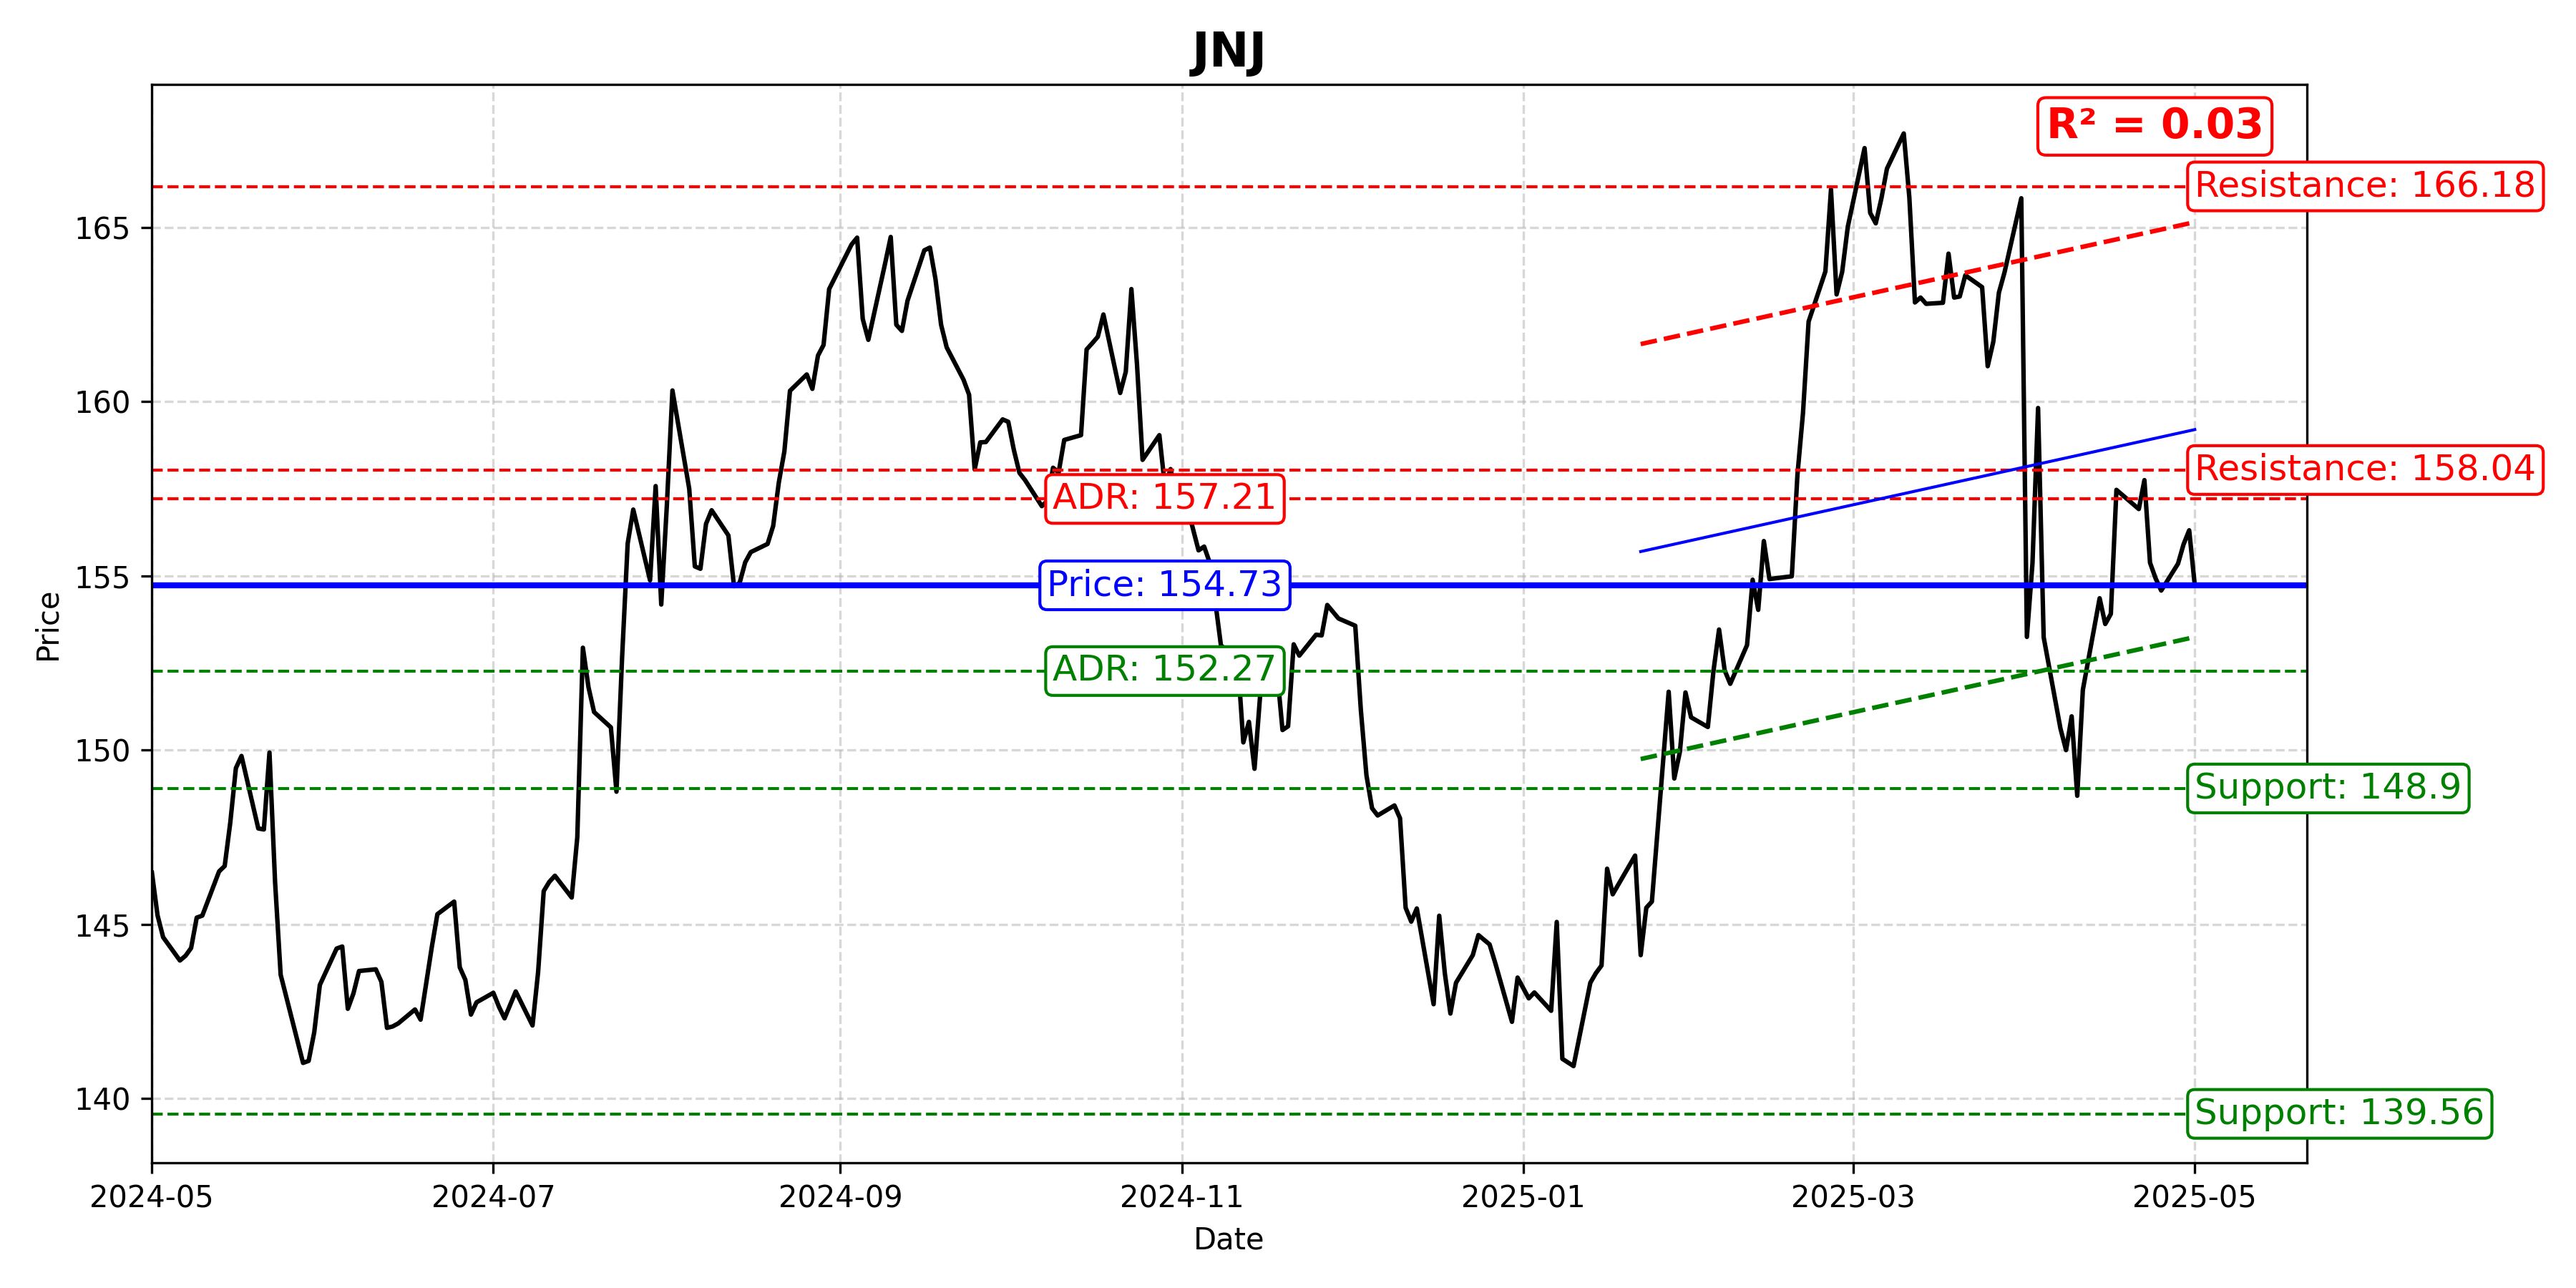 JNJ
R² = 0.03
Resistance: 166.18
165
160
Resistance: 158.04
ADR: 157.21
155
Price: 154.73
ADR: 152.27
150
Support: 148.9
145
140
Support: 139.56
Price
2024-05
2024-07
2024-09
2024-11
2025-01
2025-03
2025-05
Date